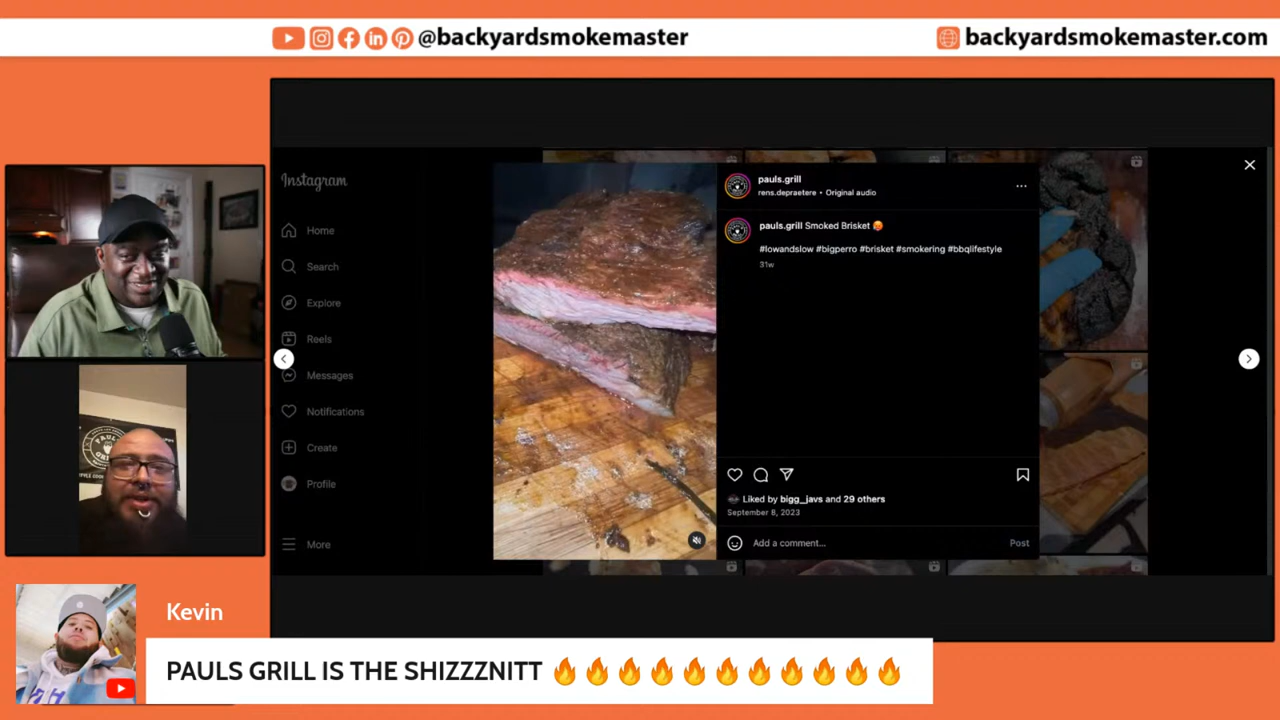 @backyardsmokemaster
backyardsmokemaster.com
Instagram
Home
Search
Explore
Reels
Messages
Notifications
Create
Profile
More
pauls.grill
rens.depraetere • Original audio
pauls.grill Smoked Brisket 😡
#lowandslow #bigperro #brisket #smokering #bbqlifestyle
31w
Liked by bigg_javs and 29 others
September 8, 2023
Add a comment...
Post
PAULS
Kevin
PAULS GRILL IS THE SHIZZZNITT 🔥🔥🔥🔥🔥🔥🔥🔥🔥🔥🔥